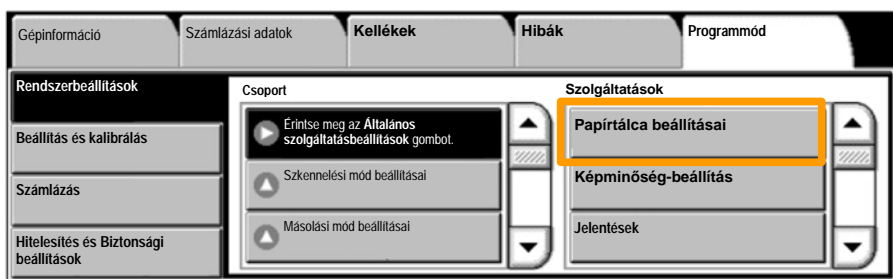 Gépinformáció
Számlázási adatok
Kellékek
Hibák
Programmód
Rendszerbeállítások
Beállítás és kalibrálás
Számlázás
Hitelesítés és Biztonsági
beállítások
Csoport
Érintse meg az Általános
szolgáltatásbeállítások gombot.
Szkennelési mód beállításai
Másolási mód beállításai
Szolgáltatások
Papírtálca beállításai
Képminőség-beállítás
Jelentések